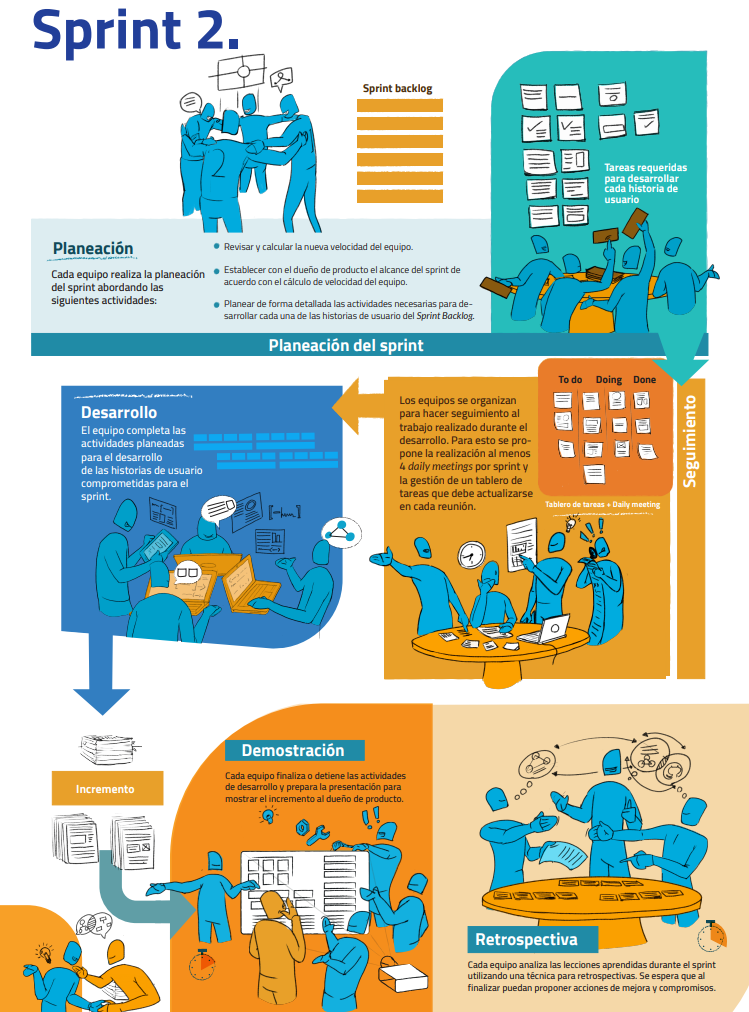 Sprint 2.
Sprint backlog
Tareas requeridas
para desarrollar
cada historia de
usuario
2
Planeación
Cada equipo realiza la planeación
del sprint abordando las
siguientes actividades:
Revisar y calcular la nueva velocidad del equipo.
Establecer con el dueño de producto el alcance del sprint de
acuerdo con el cálculo de velocidad del equipo.
Planear de forma detallada las actividades necesarias para de-
sarrollar cada una de las historias de usuario del Sprint Backlog.
Planeación del sprint
Desarrollo
El equipo completa las
actividades planeadas
para el desarrollo
de las historias de usuario
comprometidas para el
sprint.
Los equipos se organizan
para hacer seguimiento al
trabajo realizado durante el
desarrollo. Para esto se pro-
pone la realización al menos
4 daily meetings por sprint y
la gestión de un tablero de
tareas que debe actualizarse
en cada reunión.
To do Doing Done
Tablero de tareas + Daily meeting
Seguimiento
Incremento
Demostración
Cada equipo finaliza o detiene las actividades
de desarrollo y prepara la presentación para
mostrar el incremento al dueño de producto.
Retrospectiva
Cada equipo analiza las lecciones aprendidas durante el sprint
utilizando una técnica para retrospectivas. Se espera que al
finalizar puedan proponer acciones de mejora y compromisos.